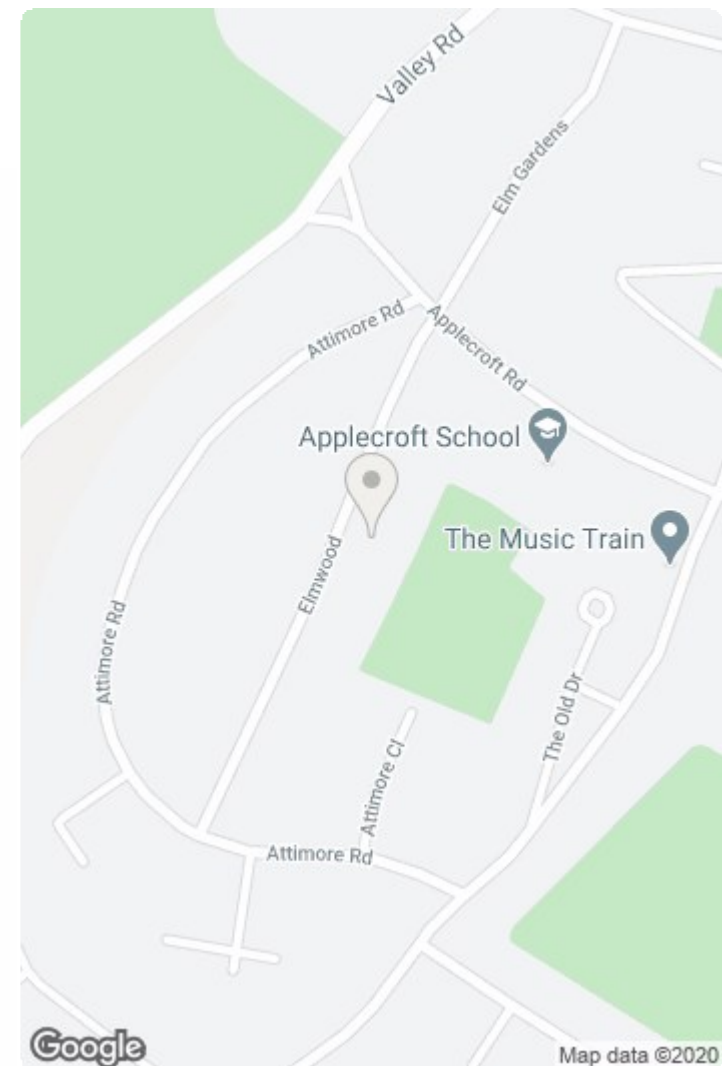 Valley Rd
Elm Gardens
Attimore Rd
Applecroft Rd
Applecroft School
The Music Train
Elmwood
Attimore Rd
The Old Dr
Attimore Cl
Attimore Rd
Google
Map data ©2020